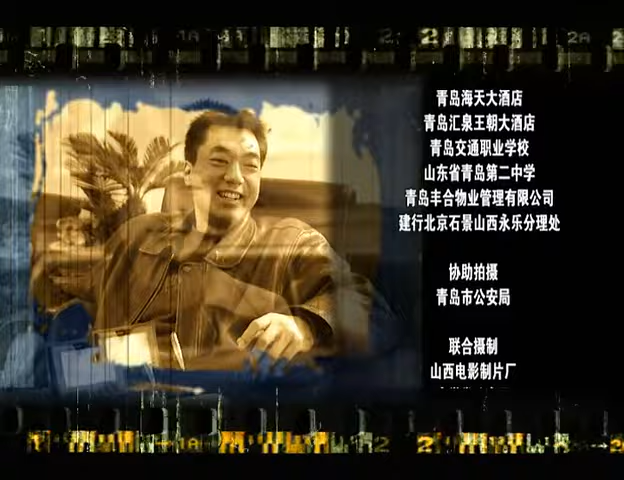 青岛海天大酒店
青岛汇泉王朝大酒店
青岛交通职业学校
山东省青岛第二中学
青岛丰合物业管理有限公司
建行北京石景山西永乐分理处
协助拍摄
青岛市公安局
联合摄制
山西电影制片厂